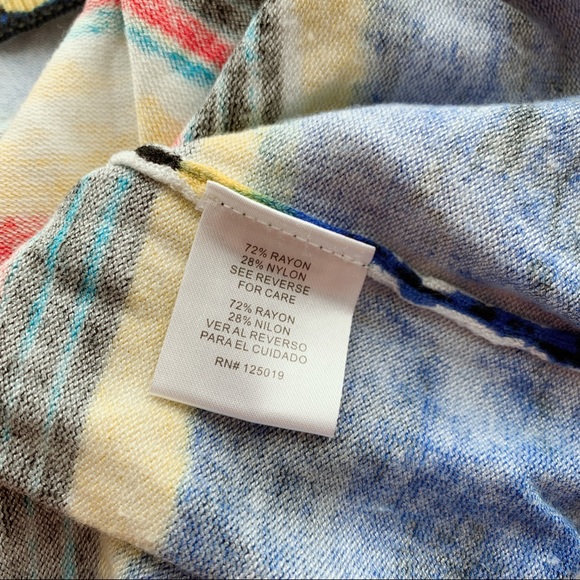 72% RAYON
28% NYLON
SEE REVERSE
FOR CARE
72% RAYON
28% NILON
VER AL REVERSO
PARA EL CUIDADO
RN# 125019